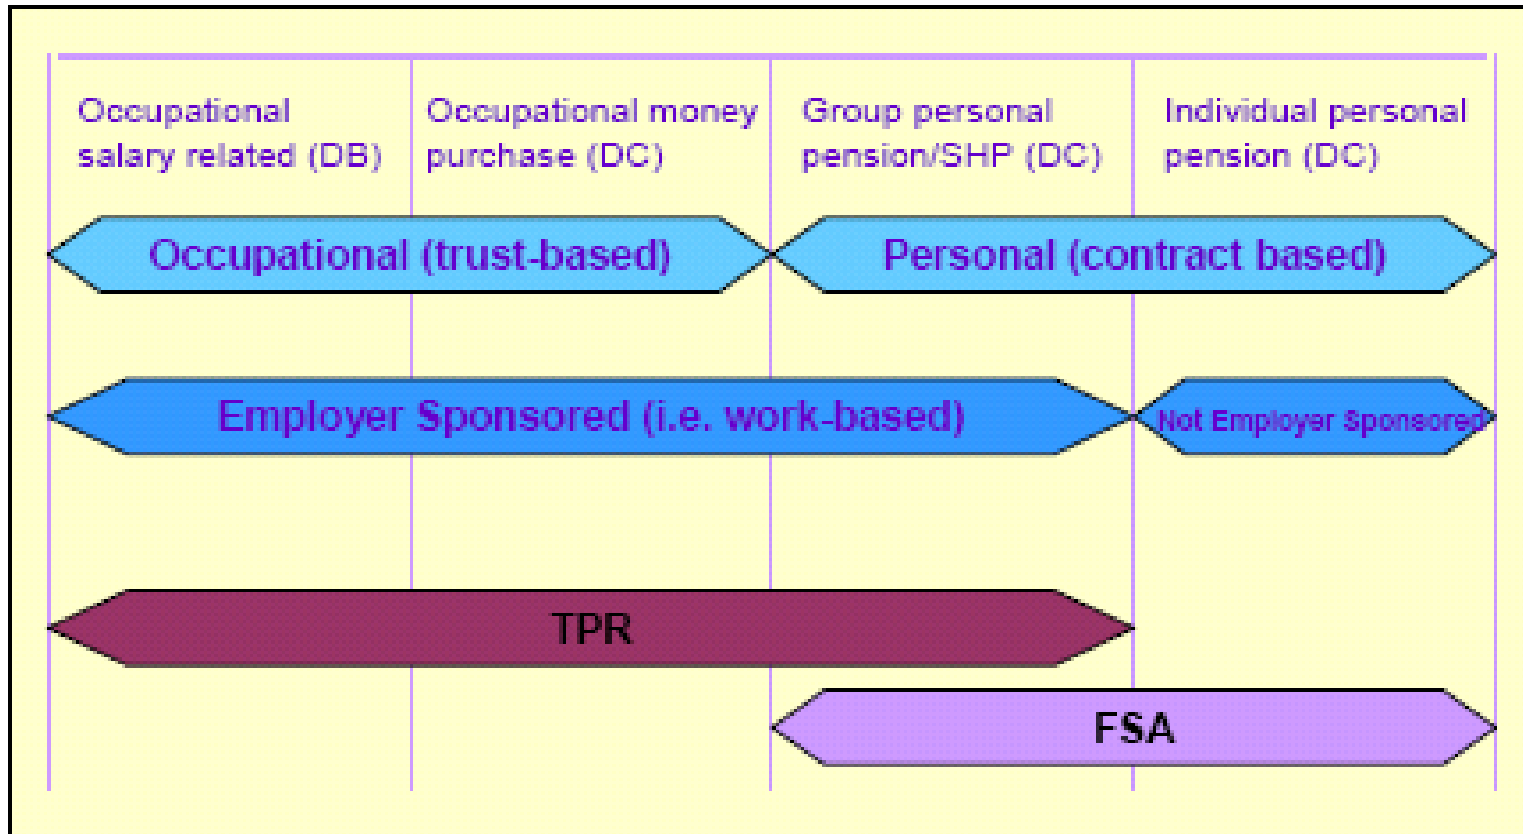 Occupational
salary related (DB)
Occupational money
purchase (DC)
Group personal
pension/SHP (DC)
Individual personal
pension (DC)
Occupational (trust-based)
Personal (contract based)
Employer Sponsored (i.e. work-based)
Not Employer Sponsored
TPR
FSA